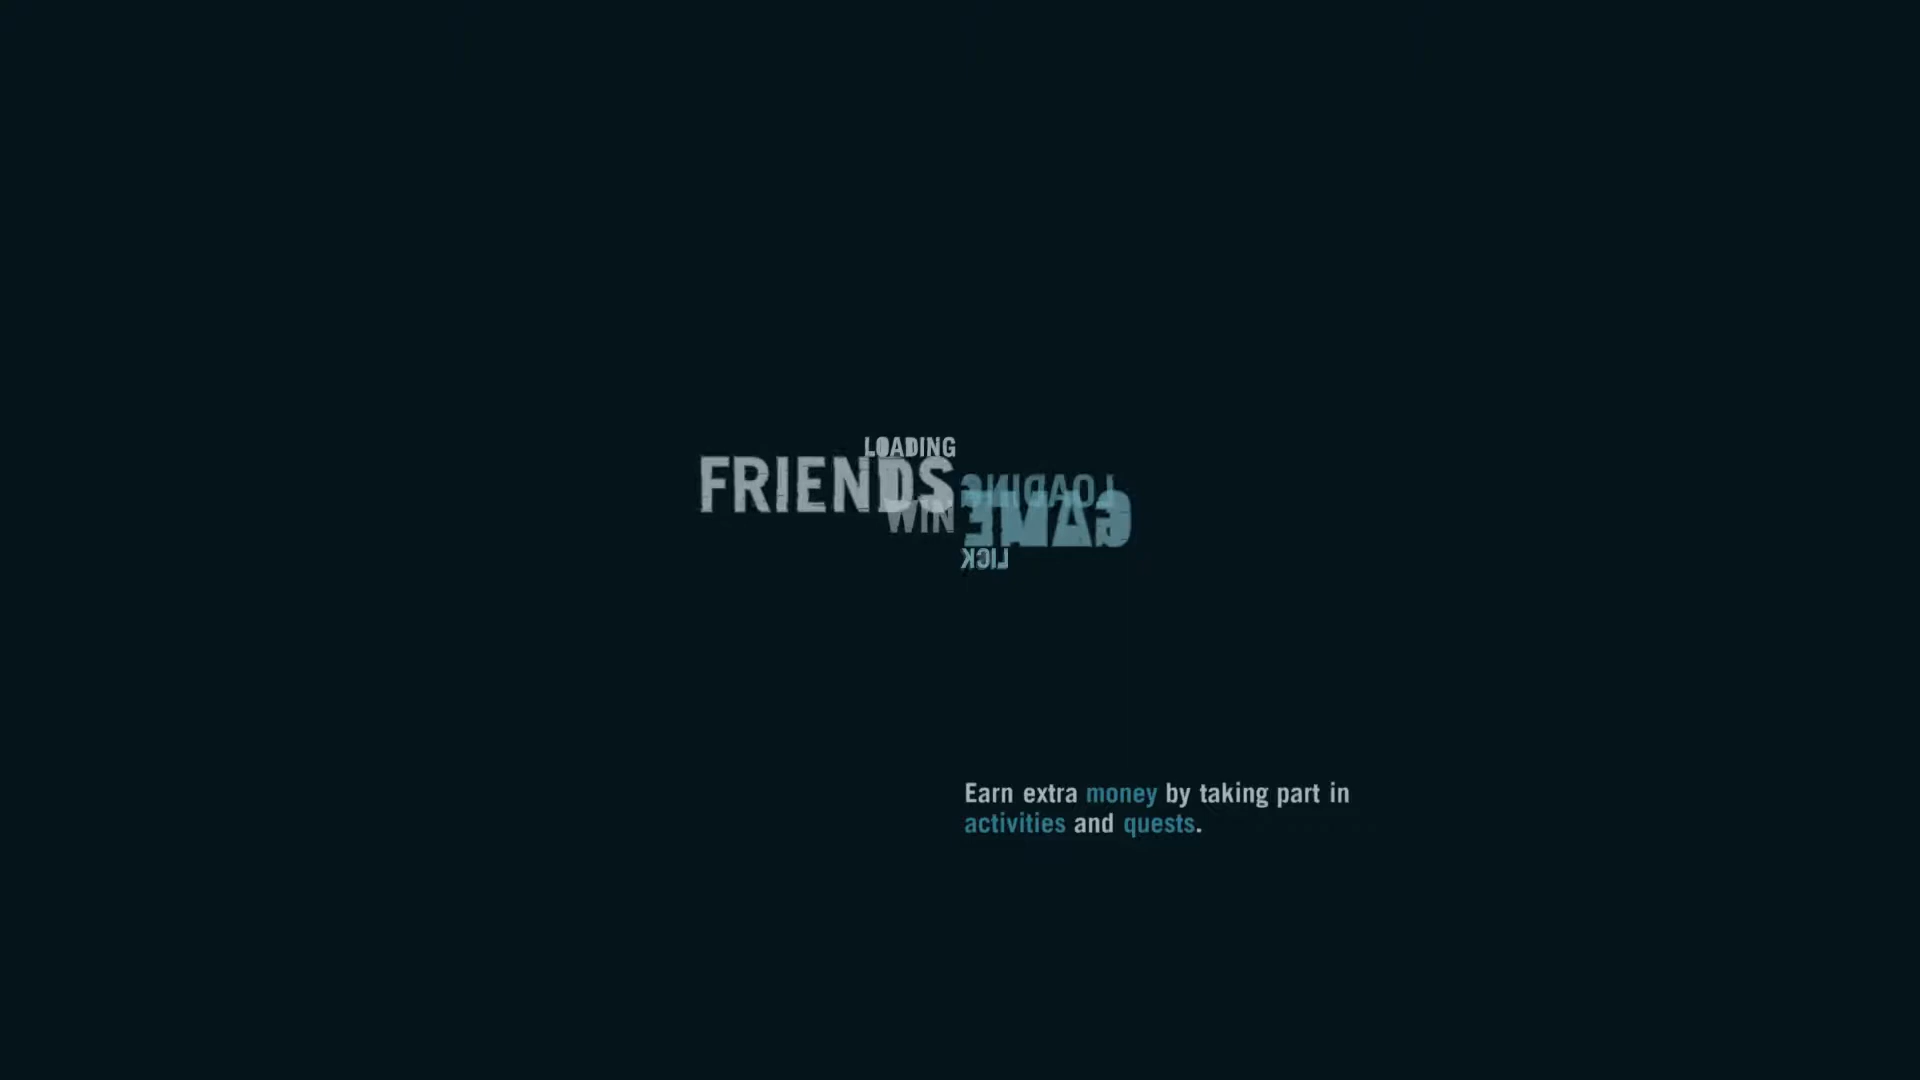 LOADING
FRIENDS
WIN
LOADING
GAME
LICK
Earn extra money by taking part in
activities and quests.